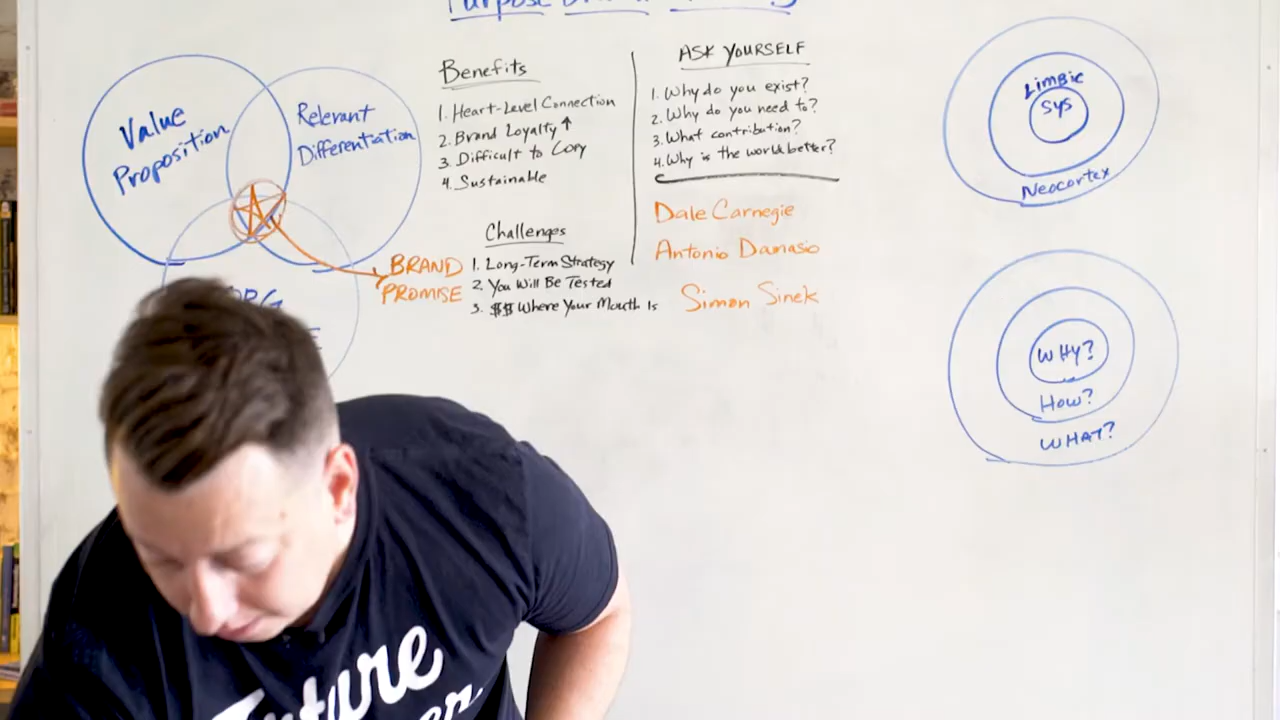 Purpose
Value
Proposition
Relevant
Differentiation
ORG
BRAND
PROMISE
Benefits
1. Heart-Level Connection
2. Brand Loyalty ↑
3. Difficult to Copy
4. Sustainable
Challenges
1. Long-Term Strategy
2. You Will Be Tested
3. $$ Where Your Mouth Is
ASK YOURSELF
1. Why do you exist?
2. Why do you need to?
3. What contribution?
4. Why is the world better?
Dale Carnegie
Antonio Damasio
Simon Sinek
Limbic
Sys
Neocortex
WHY?
How?
WHAT?
Future